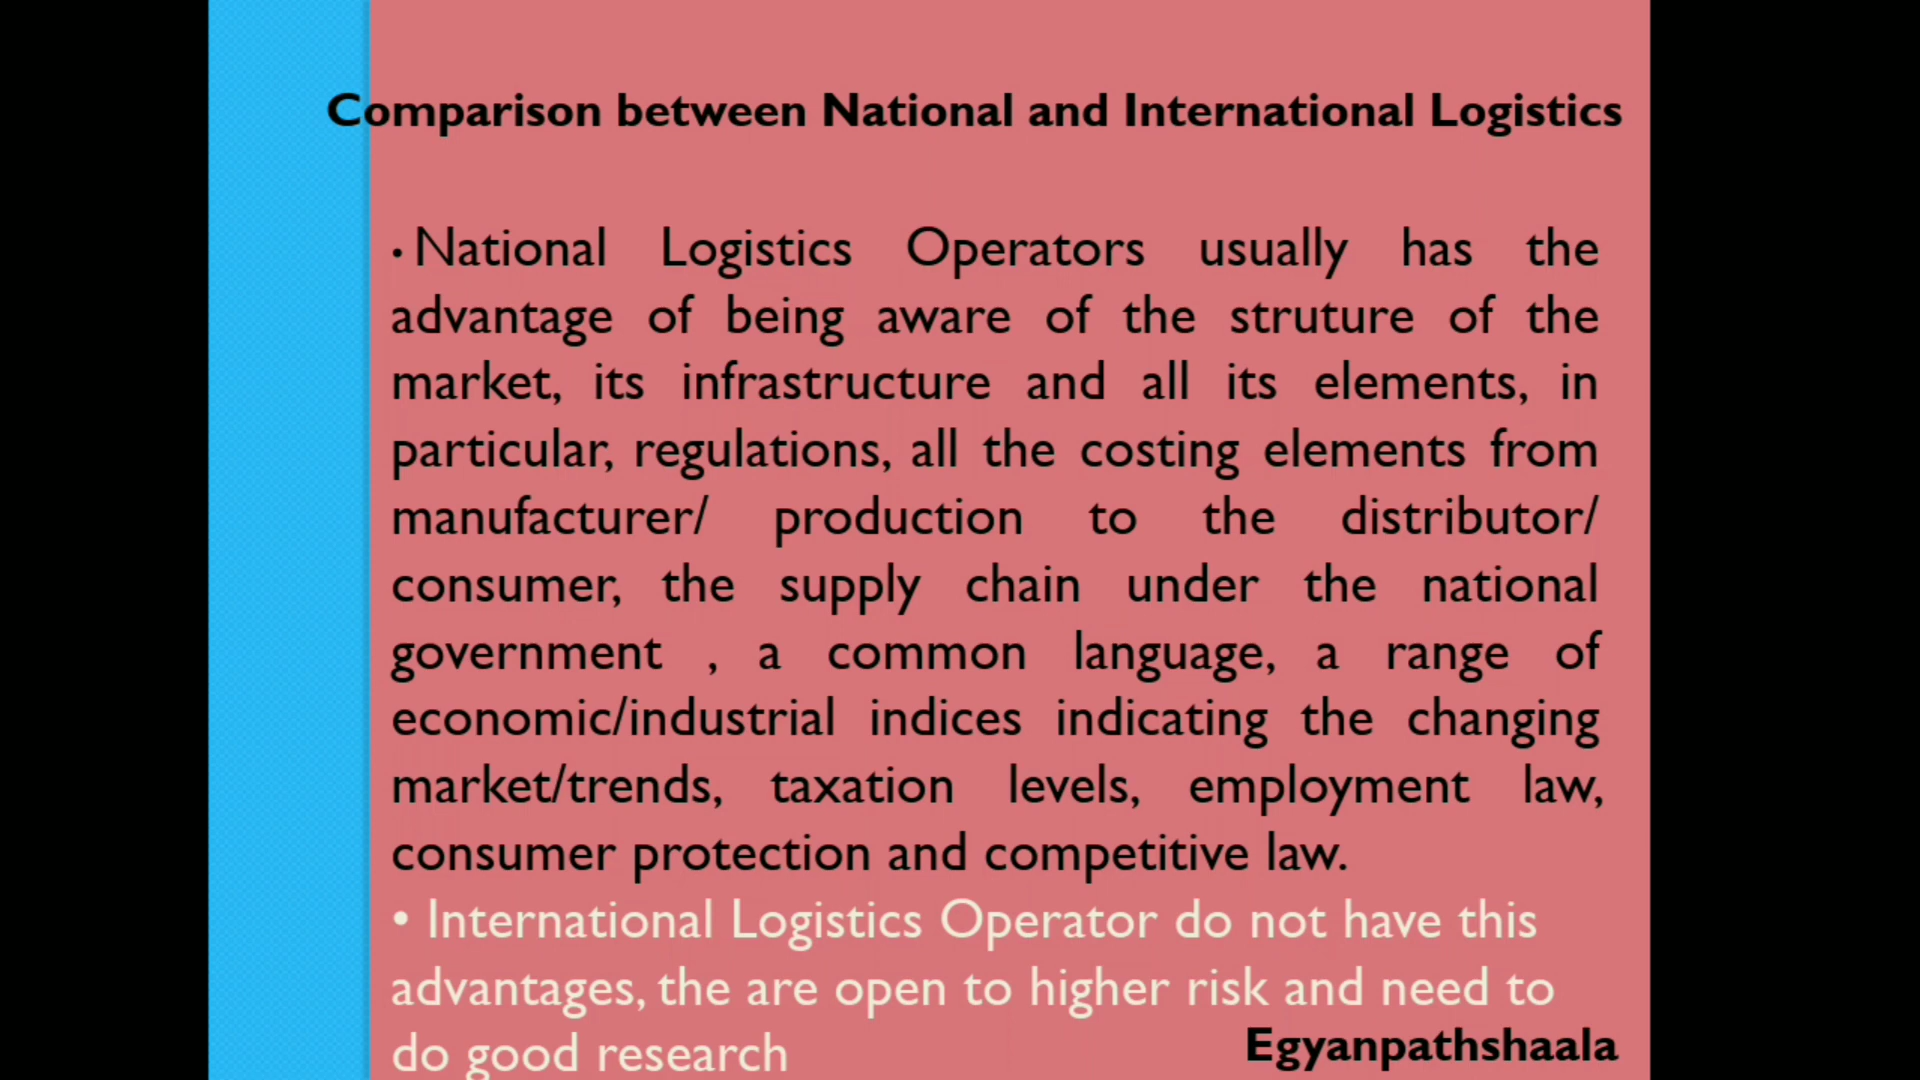 Comparison between National and International Logistics
• National Logistics Operators usually has the
advantage of being aware of the struture of the
market, its infrastructure and all its elements, in
particular, regulations, all the costing elements from
manufacturer/ production to the distributor/
consumer, the supply chain under the national
government , a common language, a range of
economic/industrial indices indicating the changing
market/trends, taxation levels, employment law,
consumer protection and competitive law.
• International Logistics Operator do not have this
advantages, the are open to higher risk and need to
do good research
Egyanpathshaala